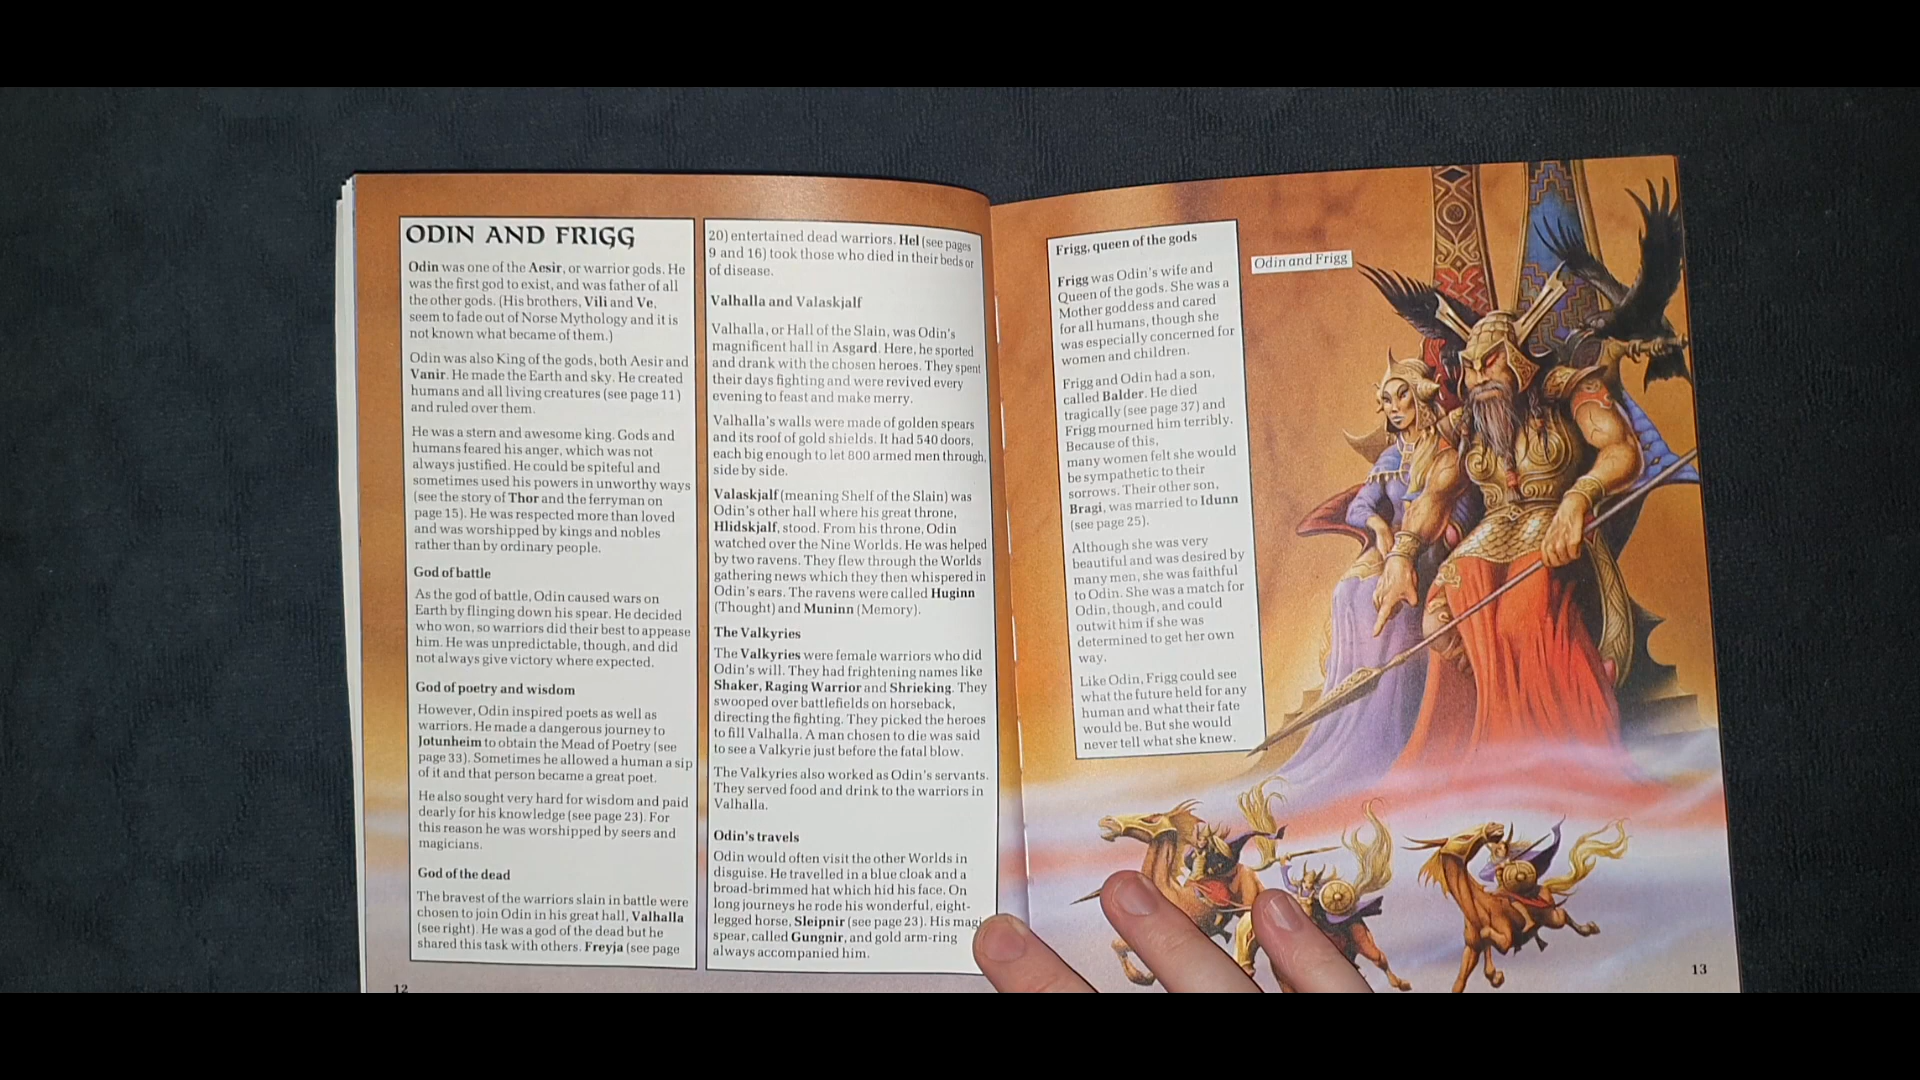 ODIN AND FRIGG
Odin was one of the Aesir, or warrior gods. He
was the first god to exist, and was father of all
the other gods. (His brothers, Vili and Ve,
seem to fade out of Norse Mythology and it is
not known what became of them.)
Odin was also King of the gods, both Aesir and
Vanir. He made the Earth and sky. He created
humans and all living creatures (see page 11)
and ruled over them.
He was a stern and awesome king. Gods and
humans feared his anger, which was not
always justified. He could be spiteful and
sometimes used his powers in unworthy ways
(see the story of Thor and the ferryman on
page 15). He was respected more than loved
and was worshipped by kings and nobles
rather than by ordinary people.
God of battle
As the god of battle, Odin caused wars on
Earth by flinging down his spear. He decided
who won, so warriors did their best to appease
him. He was unpredictable, though, and did
not always give victory where expected.
God of poetry and wisdom
However, Odin inspired poets as well as
warriors. He made a dangerous journey to
Jotunheim to obtain the Mead of Poetry (see
page 33). Sometimes he allowed a human a sip
of it and that person became a great poet.
He also sought very hard for wisdom and paid
dearly for his knowledge (see page 23). For
this reason he was worshipped by seers and
magicians.
God of the dead
The bravest of the warriors slain in battle were
chosen to join Odin in his great hall, Valhalla
(see right). He was a god of the dead but he
shared this task with others. Freyja (see page
12
20) entertained dead warriors. Hel (see pages
9 and 16) took those who died in their beds or
of disease.
Valhalla and Valaskjalf
Valhalla, or Hall of the Slain, was Odin's
magnificent hall in Asgard. Here, he sported
and drank with the chosen heroes. They spent
their days fighting and were revived every
evening to feast and make merry.
Valhalla's walls were made of golden spears
and its roof of gold shields. It had 540 doors,
each big enough to let 800 armed men through,
side by side.
Valaskjalf (meaning Shelf of the Slain) was
Odin's other hall where his great throne,
Hlidskjalf, stood. From his throne, Odin
watched over the Nine Worlds. He was helped
by two ravens. They flew through the Worlds
gathering news which they then whispered in
Odin's ears. The ravens were called Huginn
(Thought) and Muninn (Memory).
The Valkyries
The Valkyries were female warriors who did
Odin's will. They had frightening names like
Shaker, Raging Warrior and Shrieking. They
swooped over battlefields on horseback,
directing the fighting. They picked the heroes
to fill Valhalla. A man chosen to die was said
to see a Valkyrie just before the fatal blow.
The Valkyries also worked as Odin's servants.
They served food and drink to the warriors in
Valhalla.
Odin's travels
Odin would often visit the other Worlds in
disguise. He travelled in a blue cloak and a
broad-brimmed hat which hid his face. On
long journeys he rode his wonderful, eight-
legged horse, Sleipnir (see page 23). His magi
spear, called Gungnir, and gold arm-ring
always accompanied him.
Frigg, queen of the gods
Frigg was Odin's wife and
Queen of the gods. She was a
Mother goddess and cared
for all humans, though she
was especially concerned for
women and children.
Frigg and Odin had a son,
called Balder. He died
tragically (see page 37) and
Frigg mourned him terribly.
Because of this,
many women felt she would
be sympathetic to their
sorrows. Their other son,
Bragi, was married to Idunn
(see page 25).
Although she was very
beautiful and was desired by
many men, she was faithful
to Odin. She was a match for
Odin, though, and could
outwit him if she was
determined to get her own
way.
Like Odin, Frigg could see
what the future held for any
human and what their fate
would be. But she would
never tell what she knew.
Odin and Frigg
13